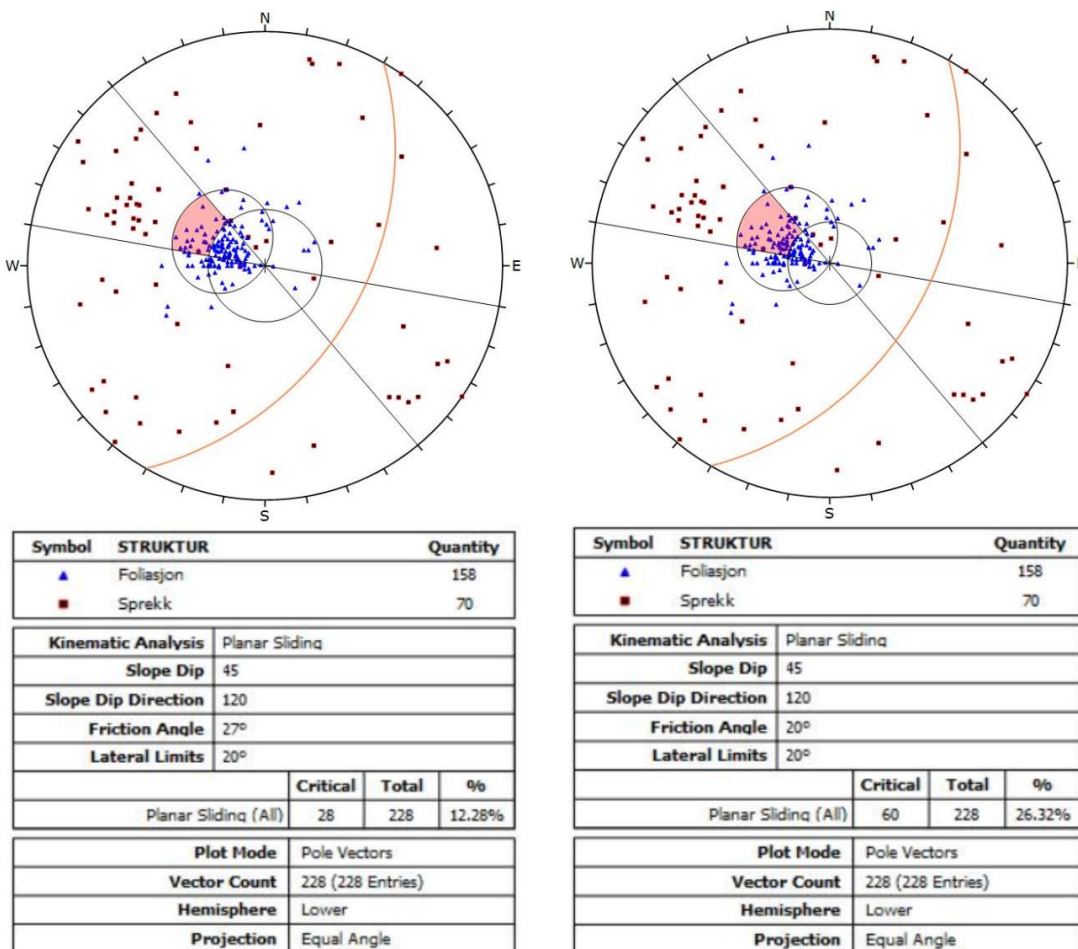 N
W
E
S
Symbol STRUKTUR Quantity
Foliasjon 158
Sprekk 70
Kinematic Analysis Planar Sliding
Slope Dip 45
Slope Dip Direction 120
Friction Angle 27º
Lateral Limits 20º
Critical Total %
Planar Sliding (All) 28 228 12.28%
Plot Mode Pole Vectors
Vector Count 228 (228 Entries)
Hemisphere Lower
Projection Equal Angle
N
W
S
Symbol STRUKTUR Quantity
Foliasjon 158
Sprekk 70
Kinematic Analysis Planar Sliding
Slope Dip 45
Slope Dip Direction 120
Friction Angle 20º
Lateral Limits 20º
Critical Total %
Planar Sliding (All) 60 228 26.32%
Plot Mode Pole Vectors
Vector Count 228 (228 Entries)
Hemisphere Lower
Projection Equal Angle